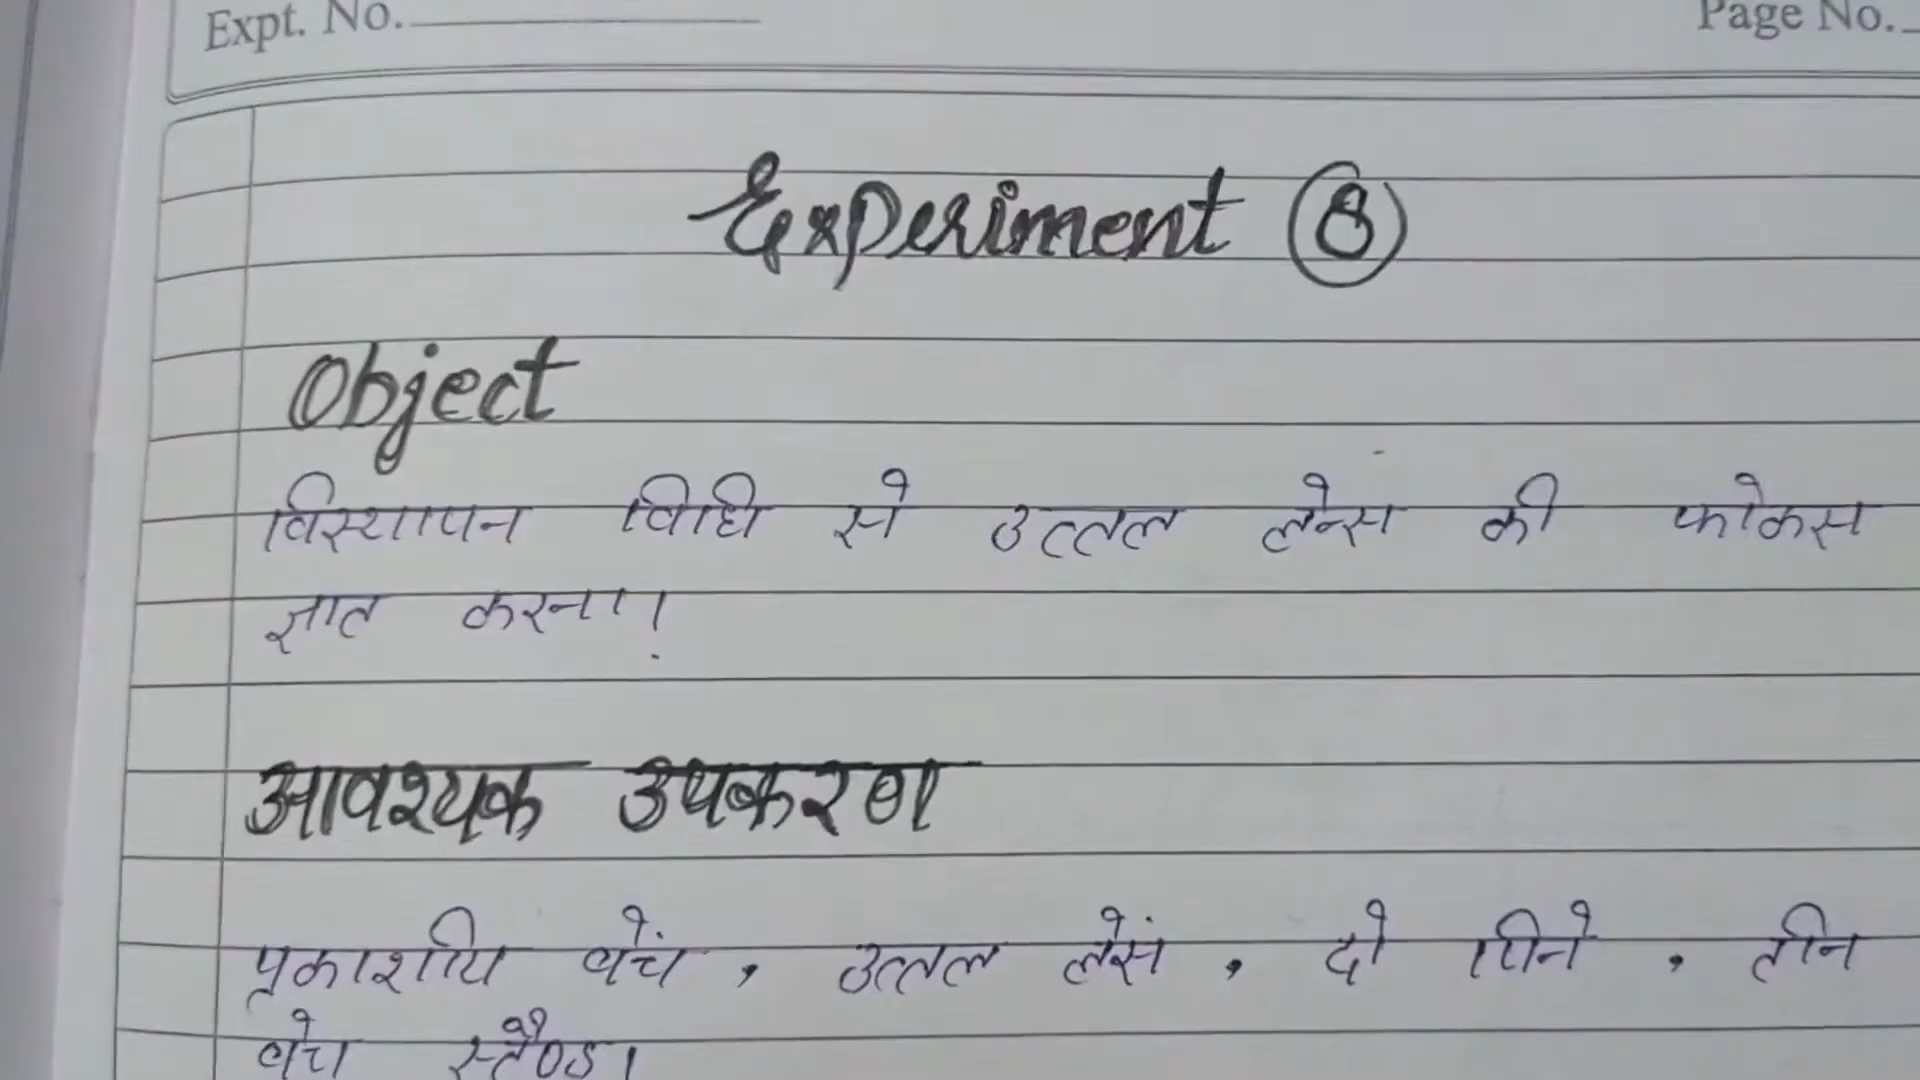 Expt. No.
Page No.
Experiment 8
Object
विस्थापन विधि से उत्तल लेन्स की फोकस
ज्ञात करना।
आवश्यक उपकरण
प्रकाशीय बेंच , उत्तल लेंस , दो पिने , तीन
बेंच स्टैण्ड।